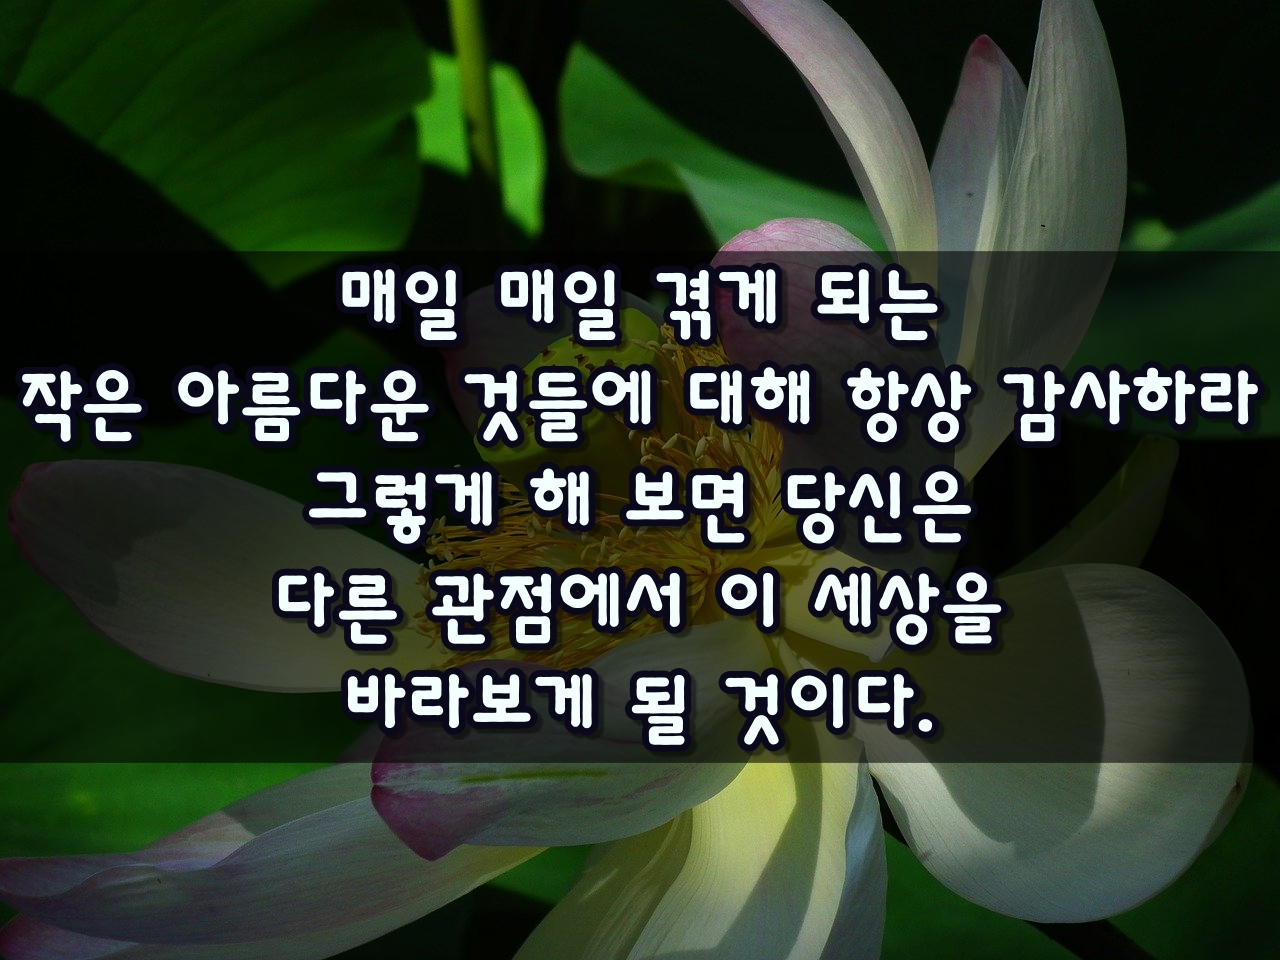 매일 매일 겪게 되는
작은 아름다운 것들에 대해 항상 감사하라
그렇게 해 보면 당신은
다른 관점에서 이 세상을
바라보게 될 것이다.